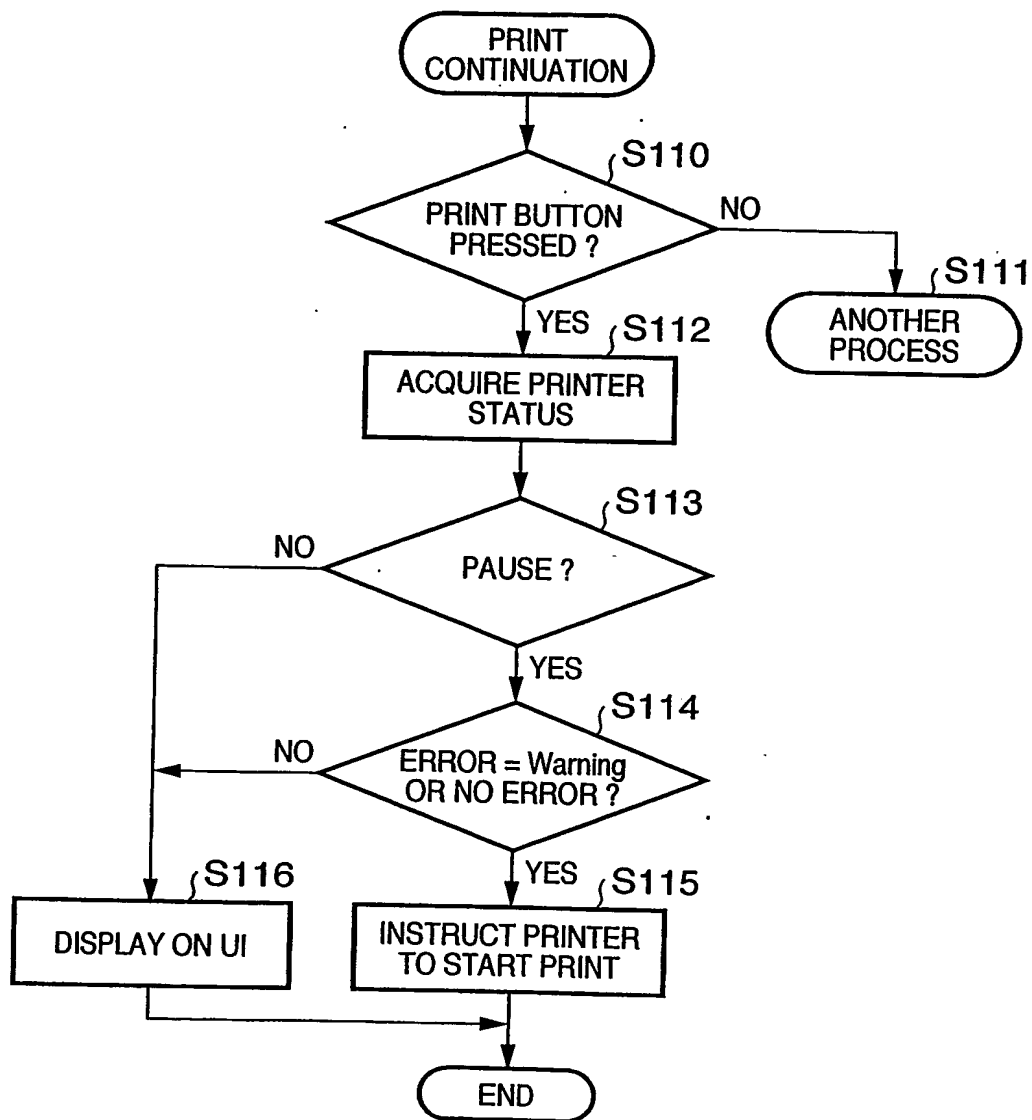 PRINT
CONTINUATION
S110
PRINT BUTTON
PRESSED ?
NO
S111
ANOTHER
PROCESS
YES
S112
ACQUIRE PRINTER
STATUS
S113
NO
PAUSE ?
YES
S114
NO
ERROR = Warning
OR NO ERROR ?
YES
S116
S115
DISPLAY ON UI
INSTRUCT PRINTER
TO START PRINT
END